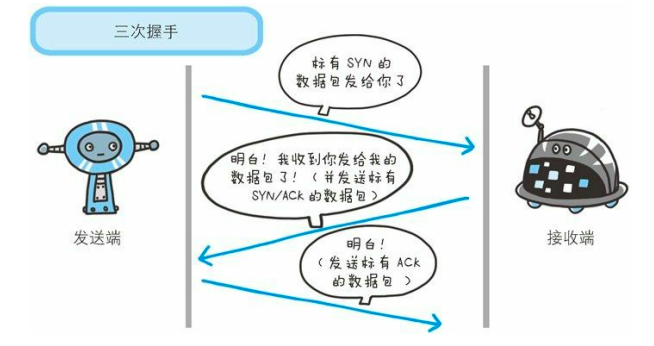 三次握手
标有 SYN 的
数据包发给你了
明白！我收到你发给我的
数据包了！（并发送标有
SYN/ACK 的数据包）
发送端
接收端
明白！
（发送标有 ACK
的数据包 ）